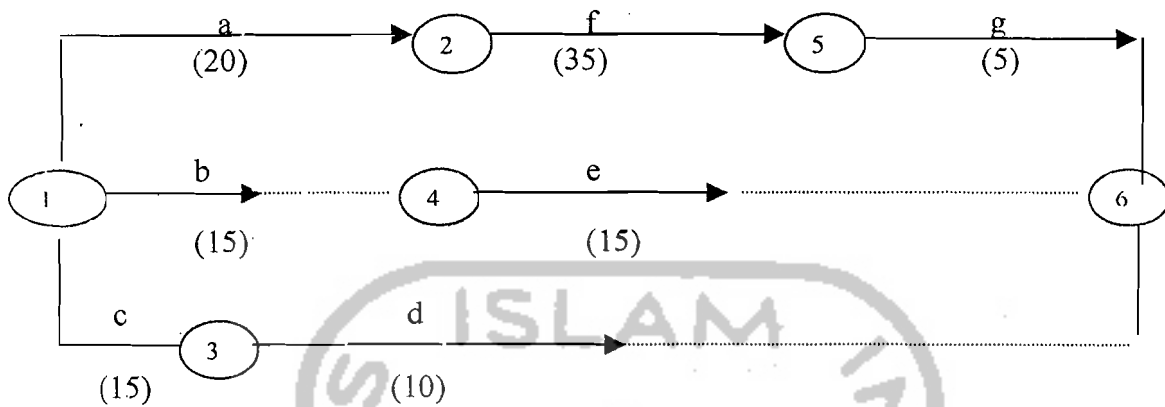 a f g
2 5
(20) (35) (5)
b e
1 4 6
(15) (15)
ISLAM
c d
3
(15) (10)